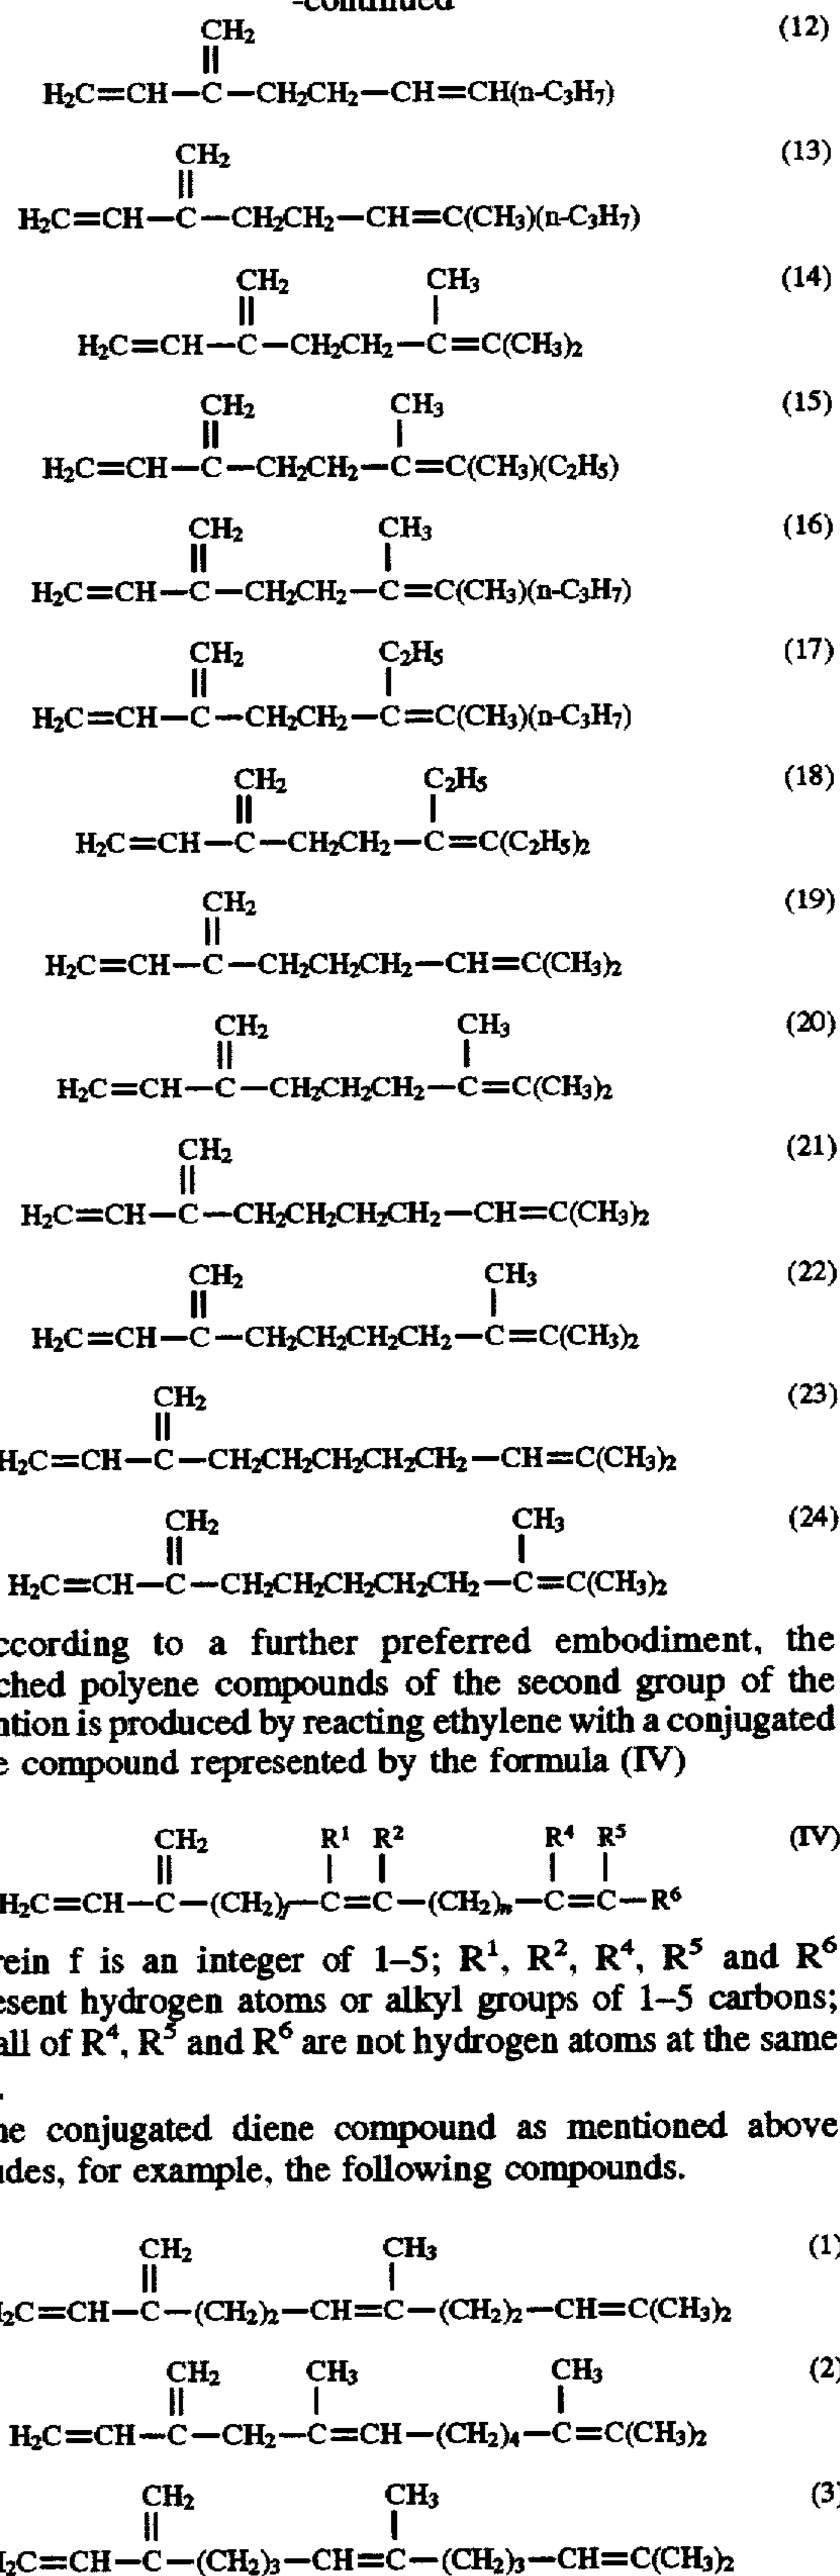 -continued
CH₂ (12)
||
H₂C=CH—C—CH₂CH₂—CH=CH(n-C₃H₇)
CH₂ (13)
||
H₂C=CH—C—CH₂CH₂—CH=C(CH₃)(n-C₃H₇)
CH₂ CH₃ (14)
|| |
H₂C=CH—C—CH₂CH₂—C=C(CH₃)₂
CH₂ CH₃ (15)
|| |
H₂C=CH—C—CH₂CH₂—C=C(CH₃)(C₂H₅)
CH₂ CH₃ (16)
|| |
H₂C=CH—C—CH₂CH₂—C=C(CH₃)(n-C₃H₇)
CH₂ C₂H₅ (17)
|| |
H₂C=CH—C—CH₂CH₂—C=C(CH₃)(n-C₃H₇)
CH₂ C₂H₅ (18)
|| |
H₂C=CH—C—CH₂CH₂—C=C(C₂H₅)₂
CH₂ (19)
||
H₂C=CH—C—CH₂CH₂CH₂—CH=C(CH₃)₂
CH₂ CH₃ (20)
|| |
H₂C=CH—C—CH₂CH₂CH₂—C=C(CH₃)₂
CH₂ (21)
||
H₂C=CH—C—CH₂CH₂CH₂CH₂—CH=C(CH₃)₂
CH₂ CH₃ (22)
|| |
H₂C=CH—C—CH₂CH₂CH₂CH₂—C=C(CH₃)₂
CH₂ (23)
||
H₂C=CH—C—CH₂CH₂CH₂CH₂CH₂—CH=C(CH₃)₂
CH₂ CH₃ (24)
|| |
H₂C=CH—C—CH₂CH₂CH₂CH₂CH₂—C=C(CH₃)₂
ccording to a further preferred embodiment, the
ched polyene compounds of the second group of the
ntion is produced by reacting ethylene with a conjugated
e compound represented by the formula (IV)
CH₂ R¹ R² R⁴ R⁵ (IV)
|| | | | |
H₂C=CH—C—(CH₂)f—C=C—(CH₂)ₙ—C=C—R⁶
rein f is an integer of 1–5; R¹, R², R⁴, R⁵ and R⁶
esent hydrogen atoms or alkyl groups of 1–5 carbons;
all of R⁴, R⁵ and R⁶ are not hydrogen atoms at the same
.
ne conjugated diene compound as mentioned above
udes, for example, the following compounds.
CH₂ CH₃ (1)
|| |
I₂C=CH—C—(CH₂)₂—CH=C—(CH₂)₂—CH=C(CH₃)₂
CH₂ CH₃ CH₃ (2)
|| | |
H₂C=CH—C—CH₂—C=CH—(CH₂)₄—C=C(CH₃)₂
CH₂ CH₃ (3)
|| |
I₂C=CH—C—(CH₂)₃—CH=C—(CH₂)₃—CH=C(CH₃)₂